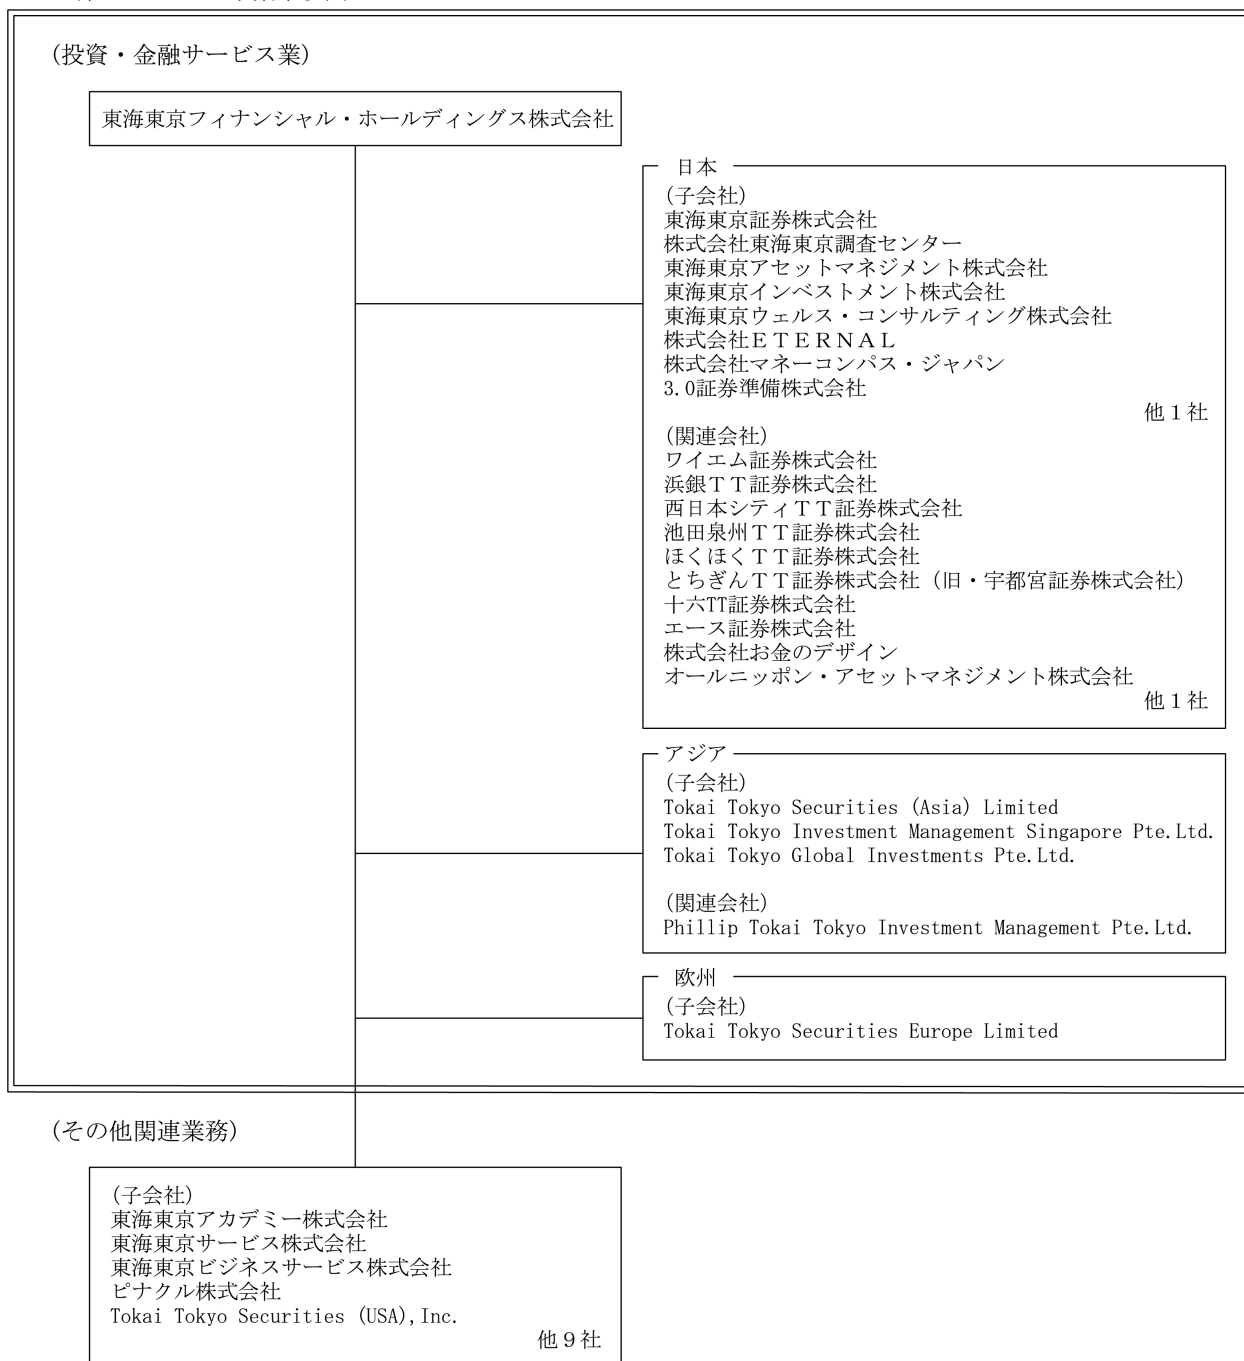 (投資・金融サービス業)
東海東京フィナンシャル・ホールディングス株式会社
日本
(子会社)
東海東京証券株式会社
株式会社東海東京調査センター
東海東京アセットマネジメント株式会社
東海東京インベストメント株式会社
東海東京ウェルス・コンサルティング株式会社
株式会社ＥＴＥＲＮＡＬ
株式会社マネーコンパス・ジャパン
3.0証券準備株式会社
他１社
(関連会社)
ワイエム証券株式会社
浜銀ＴＴ証券株式会社
西日本シティＴＴ証券株式会社
池田泉州ＴＴ証券株式会社
ほくほくＴＴ証券株式会社
とちぎんＴＴ証券株式会社（旧・宇都宮証券株式会社）
十六TT証券株式会社
エース証券株式会社
株式会社お金のデザイン
オールニッポン・アセットマネジメント株式会社
他１社
アジア
(子会社)
Tokai Tokyo Securities (Asia) Limited
Tokai Tokyo Investment Management Singapore Pte.Ltd.
Tokai Tokyo Global Investments Pte.Ltd.
(関連会社)
Phillip Tokai Tokyo Investment Management Pte.Ltd.
欧州
(子会社)
Tokai Tokyo Securities Europe Limited
(その他関連業務)
(子会社)
東海東京アカデミー株式会社
東海東京サービス株式会社
東海東京ビジネスサービス株式会社
ピナクル株式会社
Tokai Tokyo Securities (USA),Inc.
他９社